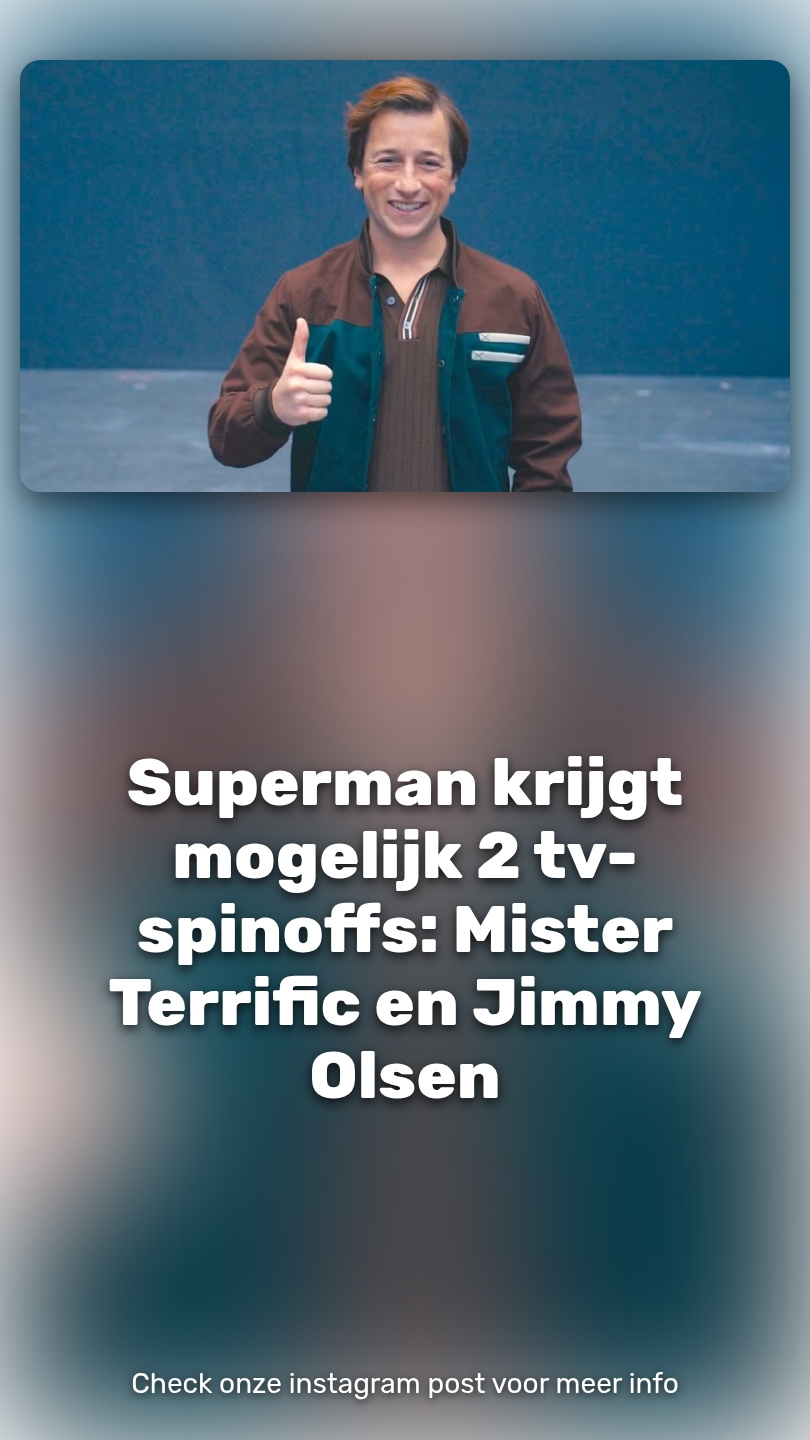 Superman krijgt
mogelijk 2 tv-
spinoffs: Mister
Terrific en Jimmy
Olsen
Check onze instagram post voor meer info